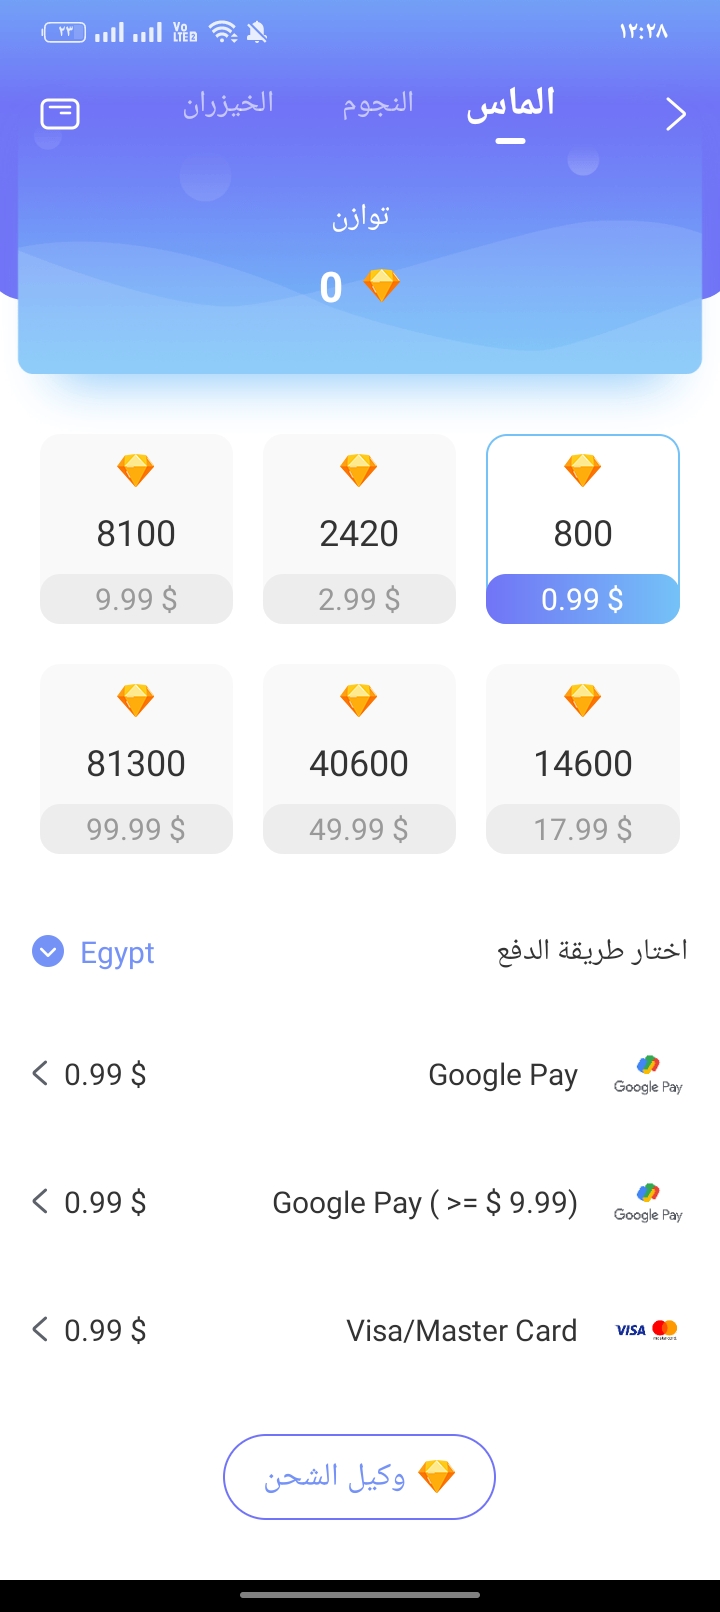 ١٢:٢٨
Vo LTE2 ٢٣
الماس النجوم الخيزران
توازن
0
800 2420 8100
0.99 $ 2.99 $ 9.99 $
14600 40600 81300
17.99 $ 49.99 $ 99.99 $
اختار طريقة الدفع Egypt
Google Pay Google Pay 0.99 $
Google Pay Google Pay ( >= $ 9.99) 0.99 $
VISA Visa/Master Card 0.99 $
وكيل الشحن